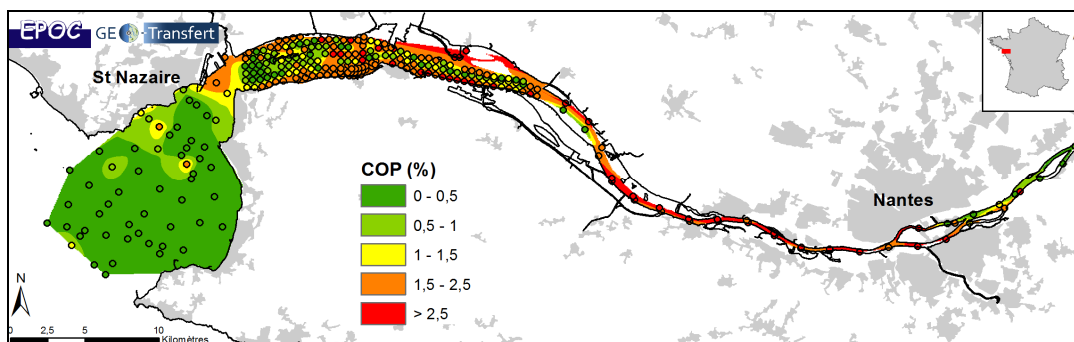 EPOC GE -Transfert
St Nazaire
COP (%)
0 - 0,5
0,5 - 1
1 - 1,5
1,5 - 2,5
> 2,5
Nantes
N
0 2,5 5 10
Kilomètres